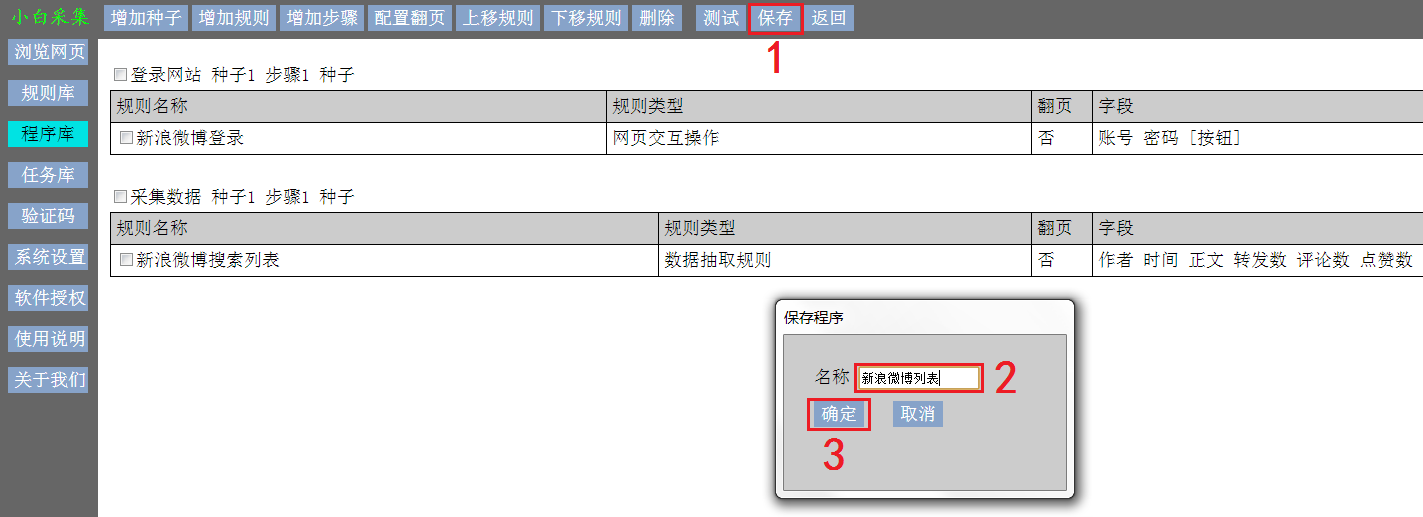 小白采集 增加种子 增加规则 增加步骤 配置翻页 上移规则 下移规则 删除 测试 保存 返回
1
浏览网页
规则库
程序库
任务库
验证码
系统设置
软件授权
使用说明
关于我们
登录网站 种子1 步骤1 种子
规则名称 规则类型 翻页 字段
新浪微博登录 网页交互操作 否 账号 密码 [按钮]
采集数据 种子1 步骤1 种子
规则名称 规则类型 翻页 字段
新浪微博搜索列表 数据抽取规则 否 作者 时间 正文 转发数 评论数 点赞数
保存程序
名称 新浪微博列表 2
确定 取消
3